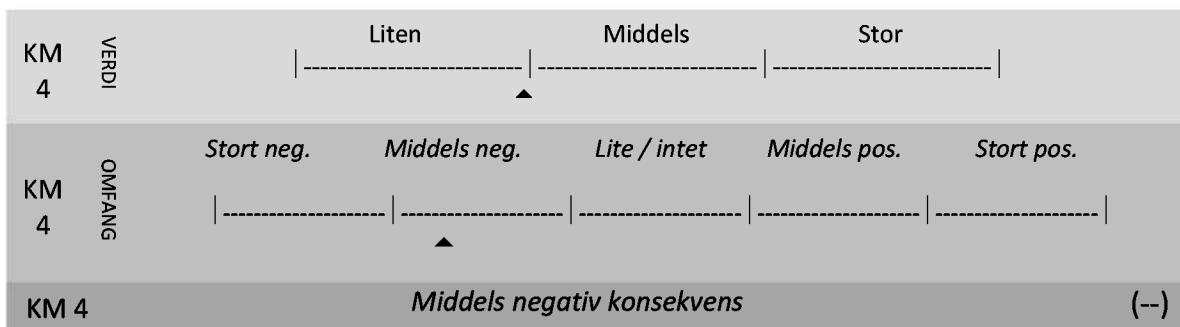 Liten Middels Stor
KM 4 VERDI |----------------------------|----------------------------|----------------------------|
Stort neg. Middels neg. Lite / intet Middels pos. Stort pos.
KM 4 OMFANG |---------------------|---------------------|---------------------|---------------------|---------------------|
KM 4 Middels negativ konsekvens (--)